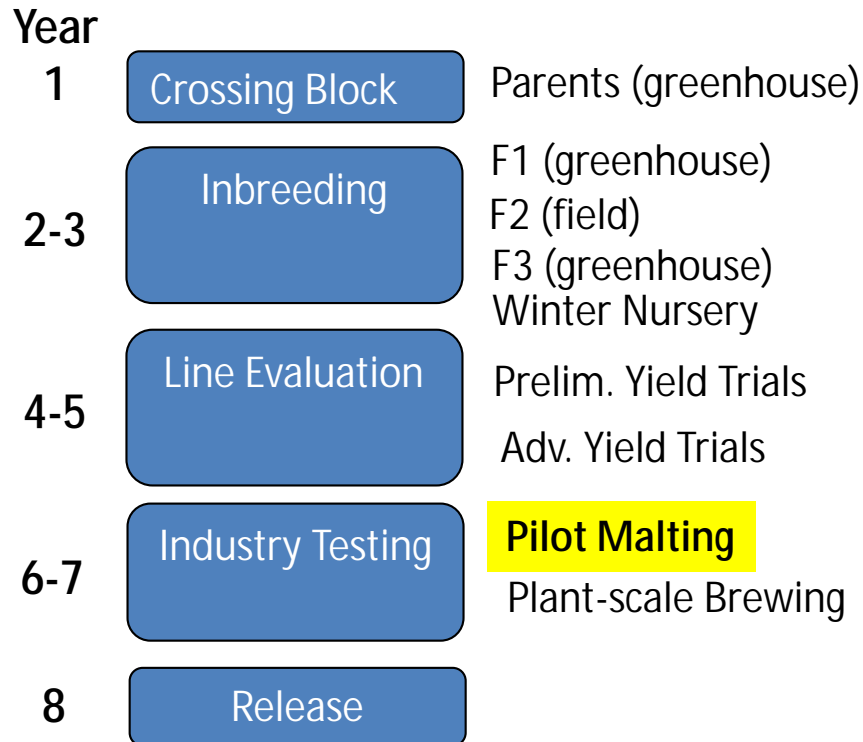 Year
1
Crossing Block
Parents (greenhouse)
2-3
Inbreeding
F1 (greenhouse)
F2 (field)
F3 (greenhouse)
Winter Nursery
4-5
Line Evaluation
Prelim. Yield Trials
Adv. Yield Trials
6-7
Industry Testing
Pilot Malting
Plant-scale Brewing
8
Release